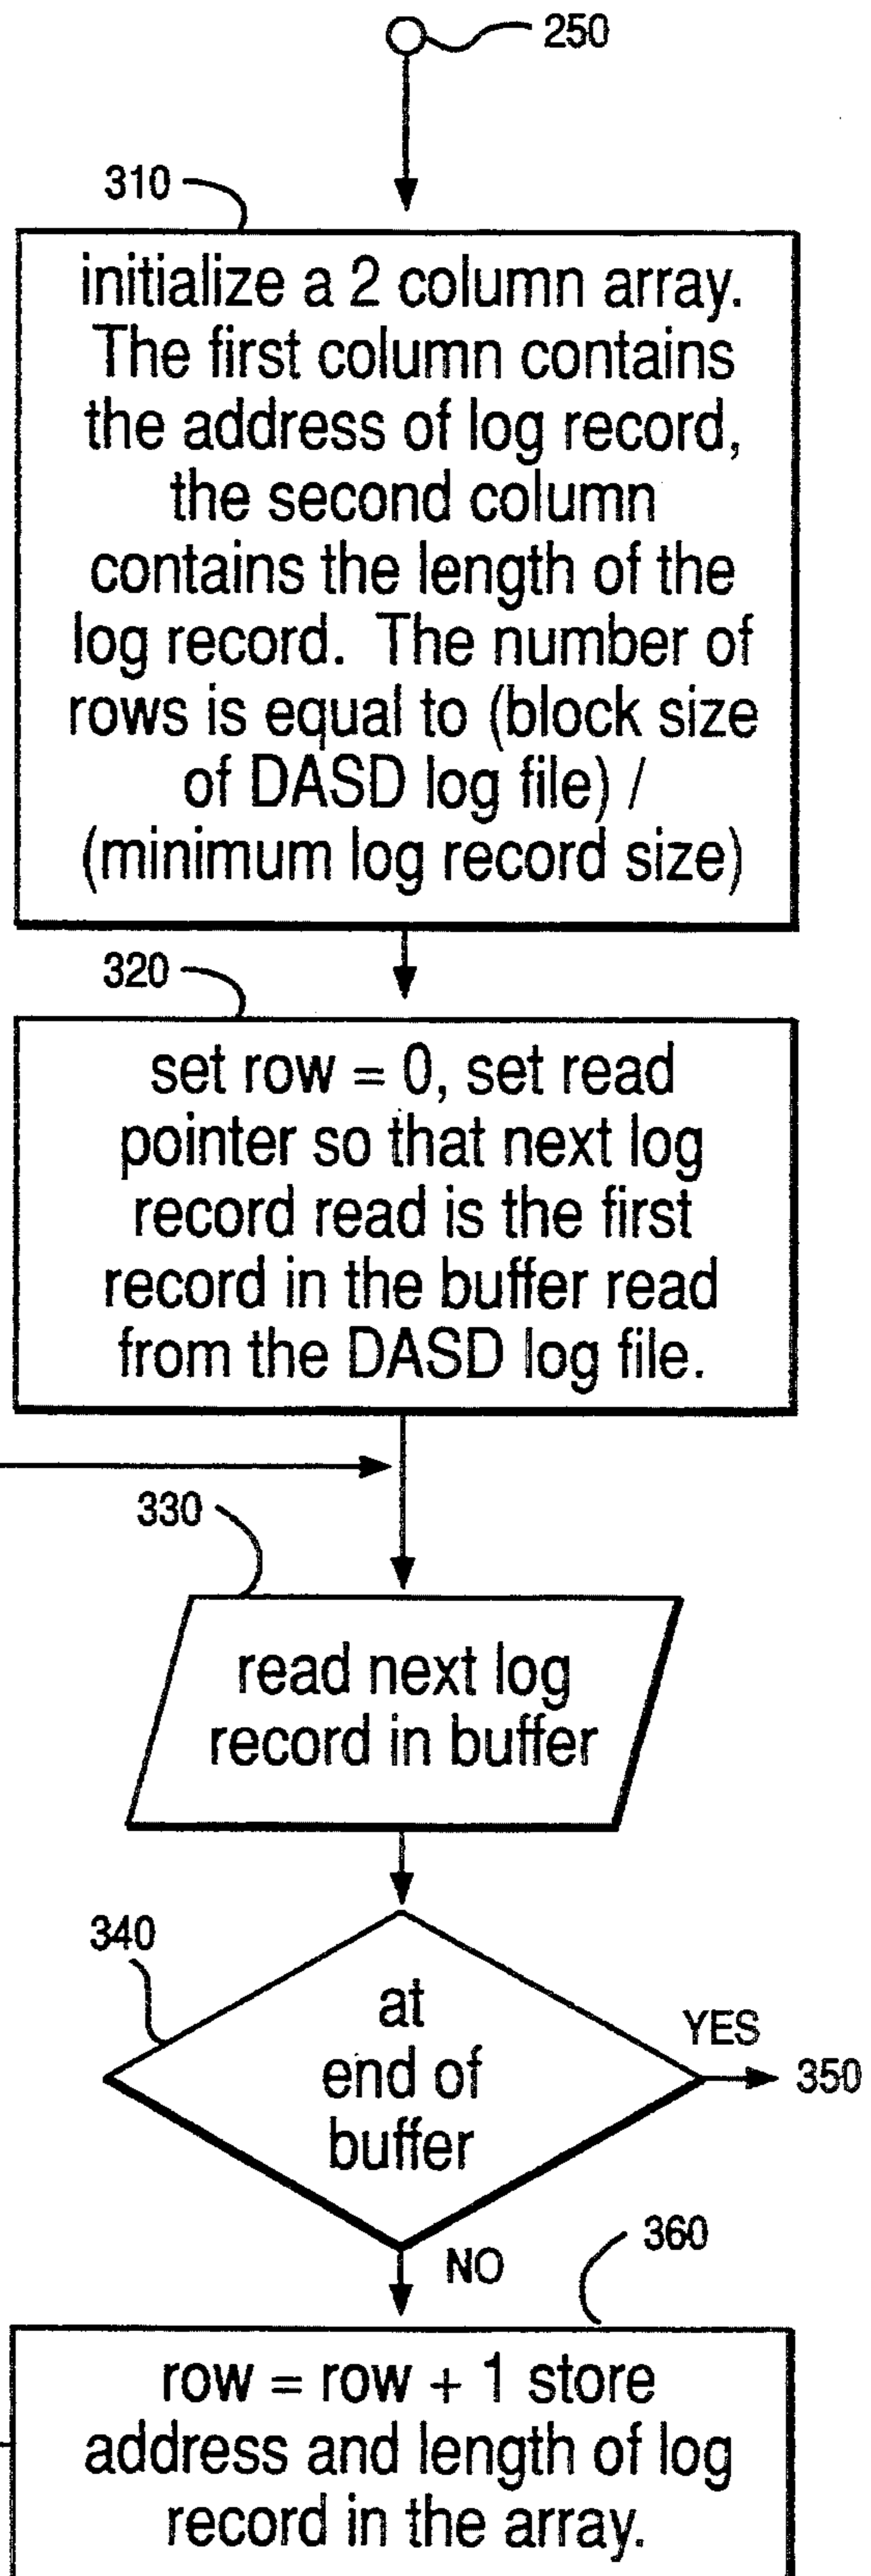 250
310
initialize a 2 column array.
The first column contains
the address of log record,
the second column
contains the length of the
log record. The number of
rows is equal to (block size
of DASD log file) /
(minimum log record size)
320
set row = 0, set read
pointer so that next log
record read is the first
record in the buffer read
from the DASD log file.
330
read next log
record in buffer
340
at
end of
buffer
YES
350
NO
360
row = row + 1 store
address and length of log
record in the array.